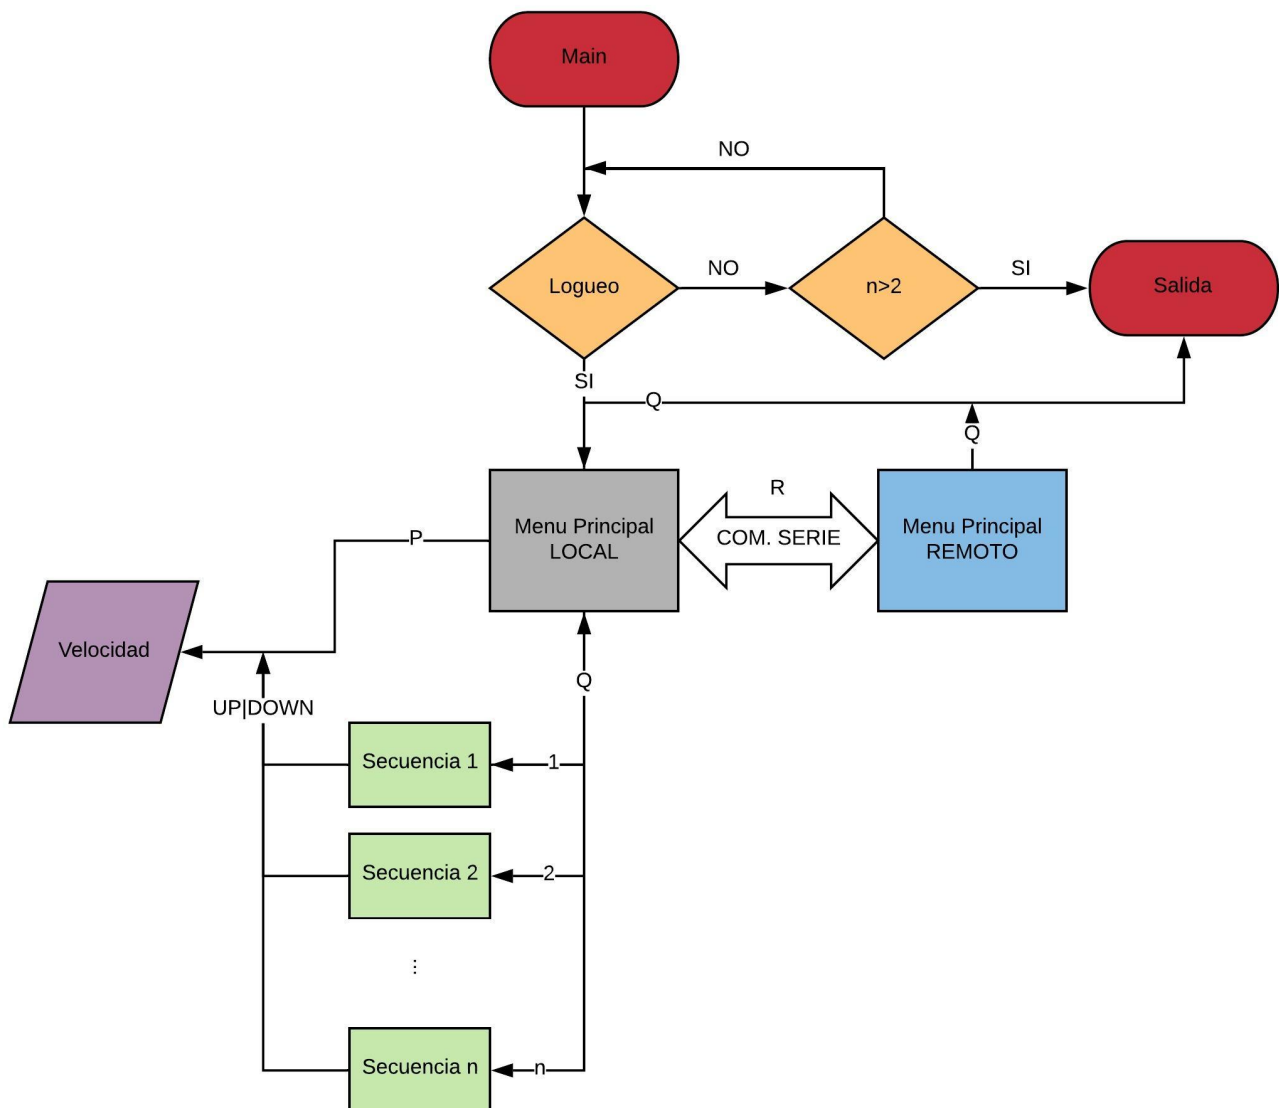 Main
NO
Logueo
NO
n>2
SI
Salida
SI
Q
Q
Menu Principal
LOCAL
R
COM. SERIE
Menu Principal
REMOTO
P
Velocidad
Q
UP|DOWN
Secuencia 1
1
Secuencia 2
2
...
Secuencia n
n